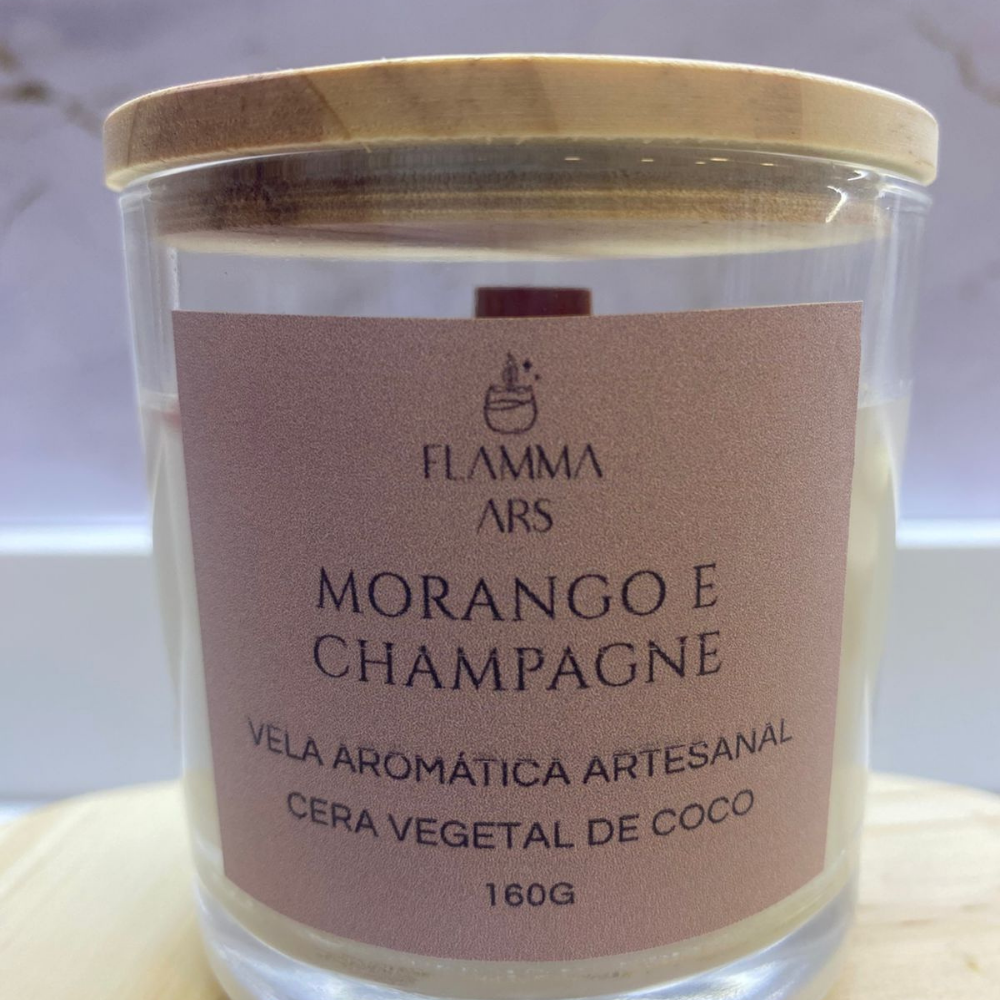 FLAMMA
ARS
MORANGO E
CHAMPAGNE
VELA AROMÁTICA ARTESANAL
CERA VEGETAL DE COCO
160G